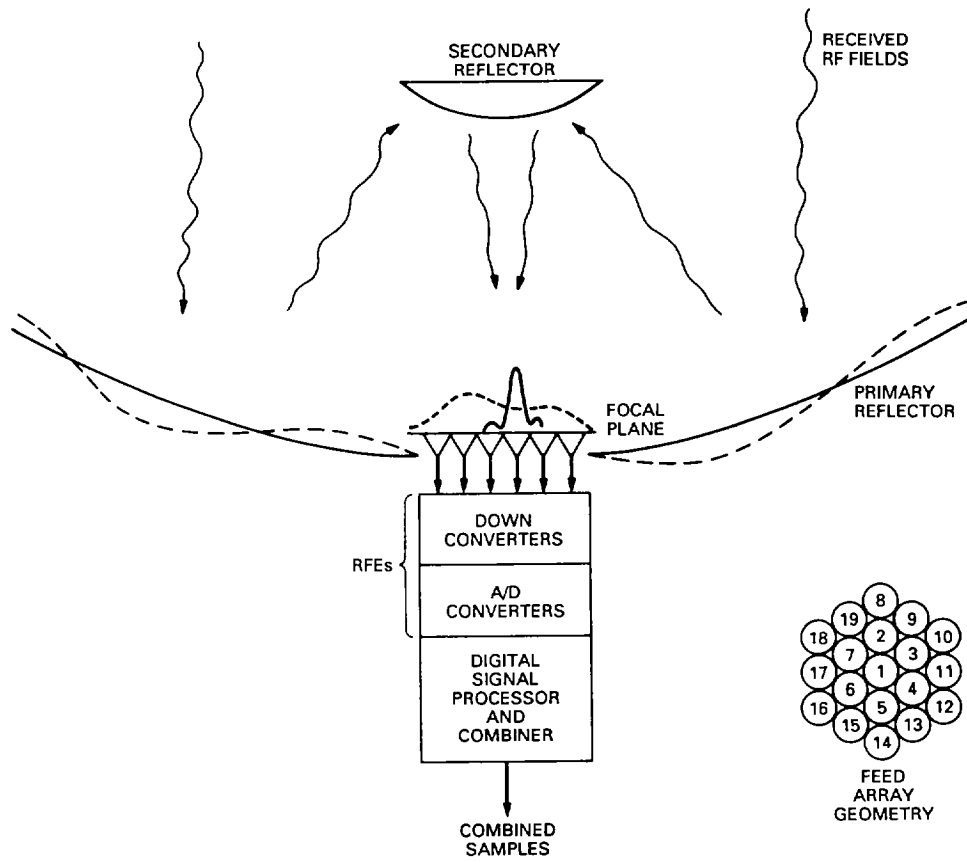 SECONDARY
REFLECTOR
RECEIVED
RF FIELDS
FOCAL
PLANE
PRIMARY
REFLECTOR
RFEs
DOWN
CONVERTERS
A/D
CONVERTERS
DIGITAL
SIGNAL
PROCESSOR
AND
COMBINER
COMBINED
SAMPLES
8
19
9
18
2
10
7
3
17
1
11
6
4
16
5
12
15
13
14
FEED
ARRAY
GEOMETRY